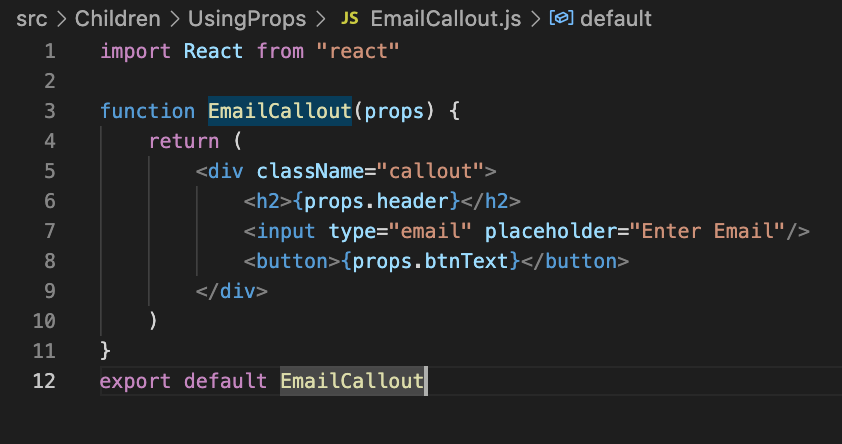 src > Children > UsingProps > JS EmailCallout.js > default
1 import React from "react"
2
3 function EmailCallout(props) {
4     return (
5         <div className="callout">
6             <h2>{props.header}</h2>
7             <input type="email" placeholder="Enter Email"/>
8             <button>{props.btnText}</button>
9         </div>
10     )
11 }
12 export default EmailCallout